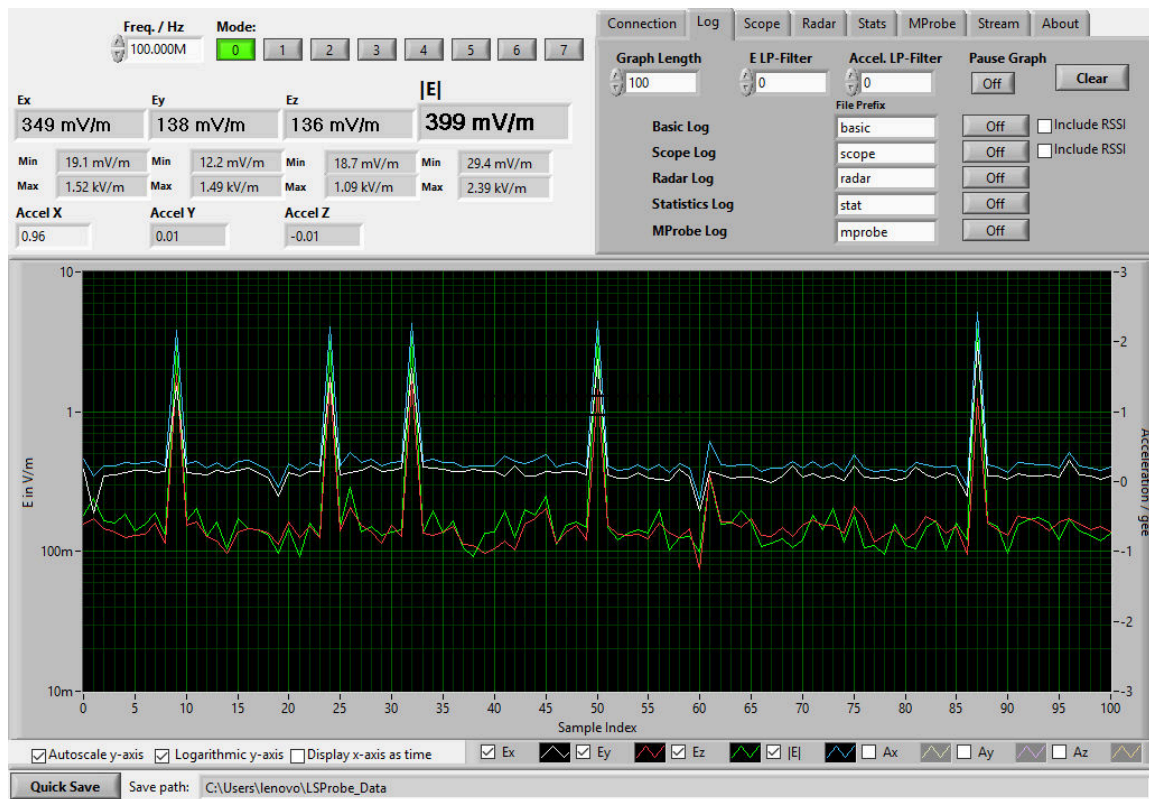 Freq. / Hz
100.000M
Mode:
0 1 2 3 4 5 6 7
Ex
349 mV/m
Ey
138 mV/m
Ez
136 mV/m
|E|
399 mV/m
Min 19.1 mV/m Min 12.2 mV/m Min 18.7 mV/m Min 29.4 mV/m
Max 1.52 kV/m Max 1.49 kV/m Max 1.09 kV/m Max 2.39 kV/m
Accel X
0.96
Accel Y
0.01
Accel Z
-0.01
Connection Log Scope Radar Stats MProbe Stream About
Graph Length
100
E LP-Filter
0
Accel. LP-Filter
0
Pause Graph
Off
Clear
File Prefix
Basic Log basic Off Include RSSI
Scope Log scope Off Include RSSI
Radar Log radar Off
Statistics Log stat Off
MProbe Log mprobe Off
E in V/m
10-
1-
100m-
10m-
-3
-2
-1
-0
--1
--2
--3
Acceleration / gee
0 5 10 15 20 25 30 35 40 45 50 55 60 65 70 75 80 85 90 95 100
Sample Index
Autoscale y-axis Logarithmic y-axis Display x-axis as time
Ex Ey Ez |E| Ax Ay Az
Quick Save Save path: C:\Users\lenovo\LSProbe_Data